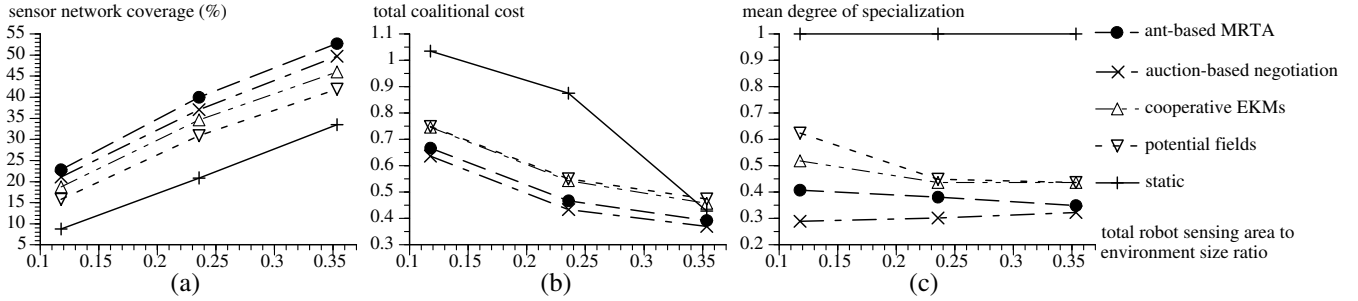 sensor network coverage (%)
55
50
45
40
35
30
25
20
15
10
5
0.1 0.15 0.2 0.25 0.3 0.35
(a)
total coalitional cost
1.1
1
0.9
0.8
0.7
0.6
0.5
0.4
0.3
0.1 0.15 0.2 0.25 0.3 0.35
(b)
mean degree of specialization
1
0.9
0.8
0.7
0.6
0.5
0.4
0.3
0.2
0.1 0.15 0.2 0.25 0.3 0.35
(c)
ant-based MRTA
auction-based negotiation
cooperative EKMs
potential fields
static
total robot sensing area to
environment size ratio